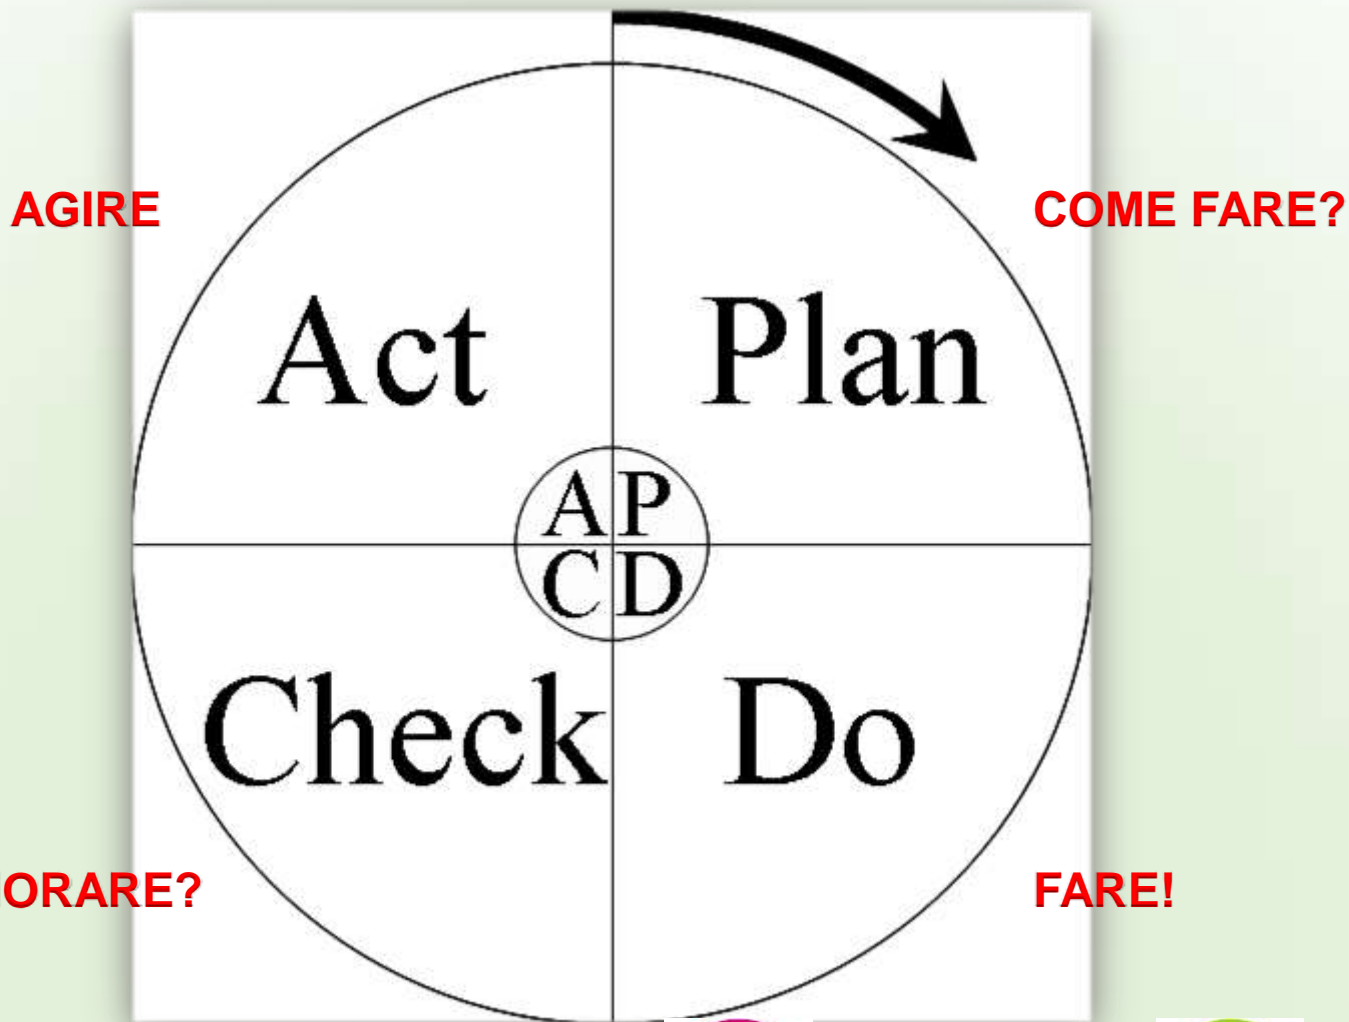 AGIRE
COME FARE?
Act Plan
A P
C D
Check Do
ORARE?
FARE!